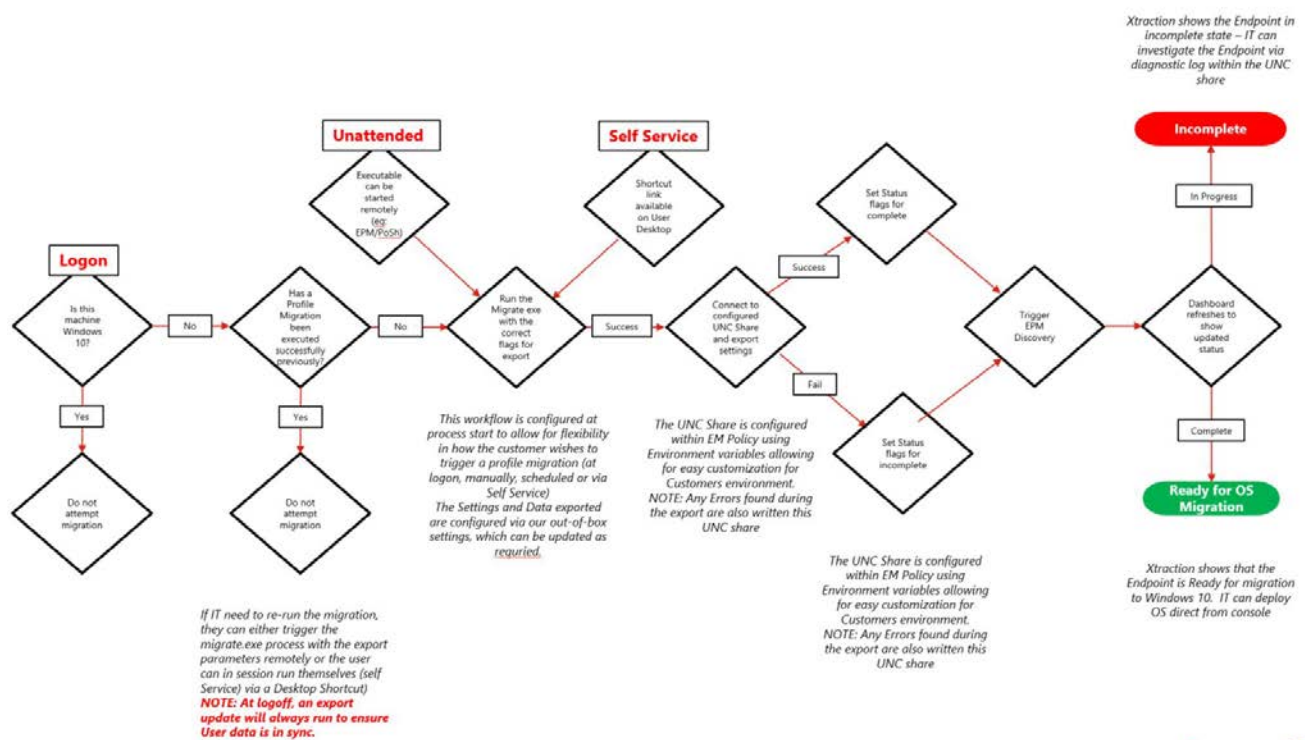 Xtraction shows the Endpoint in
incomplete state – IT can
investigate the Endpoint via
diagnostic log within the UNC
share
Incomplete
In Progress
Unattended
Executable
can be
started
remotely
(eg:
EPM/PoSh)
Self Service
Shortcut
link
available
on User
Desktop
Set Status
flags for
complete
Logon
Is this
machine
Windows
10?
No
Has a
Profile
Migration
been
executed
successfully
previously?
No
Run the
Migrate exe
with the
correct
flags for
export
Success
Connect to
configured
UNC Share
and export
settings
Success
Fail
Trigger
EPM
Discovery
Dashboard
refreshes to
show
updated
status
Yes
Yes
Do not
attempt
migration
Do not
attempt
migration
This workflow is configured at
process start to allow for flexibility
in how the customer wishes to
trigger a profile migration (at
logon, manually, scheduled or via
Self Service)
The Settings and Data exported
are configured via our out-of-box
settings, which can be updated as
requried.
The UNC Share is configured
within EM Policy using
Environment variables allowing
for easy customization for
Customers environment.
NOTE: Any Errors found during
the export are also written this
UNC share
Set Status
flags for
incomplete
Complete
Ready for OS
Migration
The UNC Share is configured
within EM Policy using
Environment variables allowing
for easy customization for
Customers environment.
NOTE: Any Errors found during
the export are also written this
UNC share
Xtraction shows that the
Endpoint is Ready for migration
to Windows 10. IT can deploy
OS direct from console
If IT need to re-run the migration,
they can either trigger the
migrate.exe process with the export
parameters remotely or the user
can in session run themselves (self
Service) via a Desktop Shortcut)
NOTE: At logoff, an export
update will always run to ensure
User data is in sync.